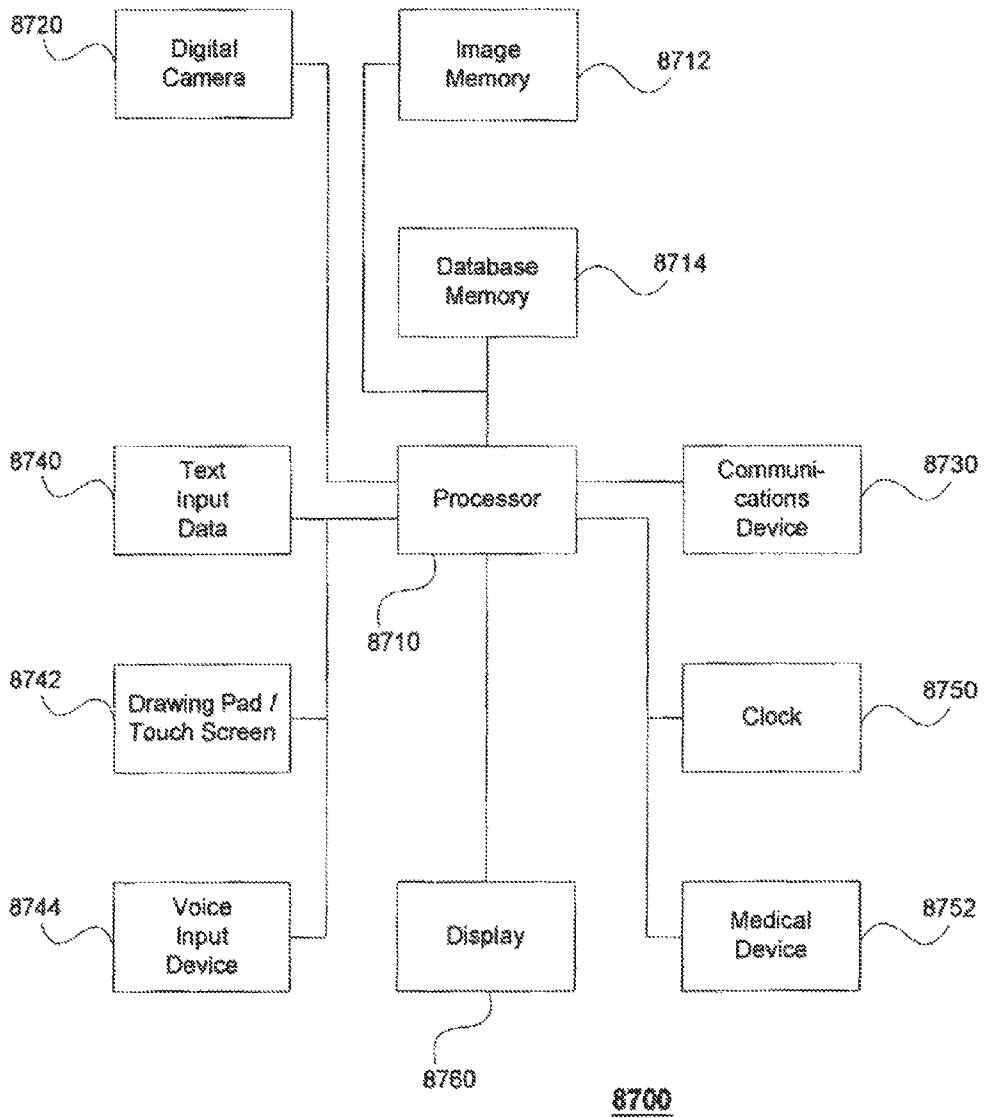 8720
Digital
Camera
Image
Memory
8712
Database
Memory
8714
8740
Text
Input
Data
Processor
8710
Communi-
cations
Device
8730
8742
Drawing Pad /
Touch Screen
Clock
8750
8744
Voice
Input
Device
Display
8760
Medical
Device
8752
8700